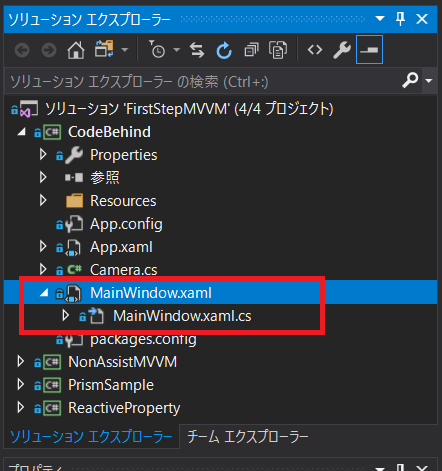 ソリューション エクスプローラー
ソリューション エクスプローラー の検索 (Ctrl+:)
ソリューション 'FirstStepMVVM' (4/4 プロジェクト)
CodeBehind
Properties
参照
Resources
App.config
App.xaml
Camera.cs
MainWindow.xaml
MainWindow.xaml.cs
packages.config
NonAssistMVVM
PrismSample
ReactiveProperty
ソリューション エクスプローラー チーム エクスプローラー
プロパティ